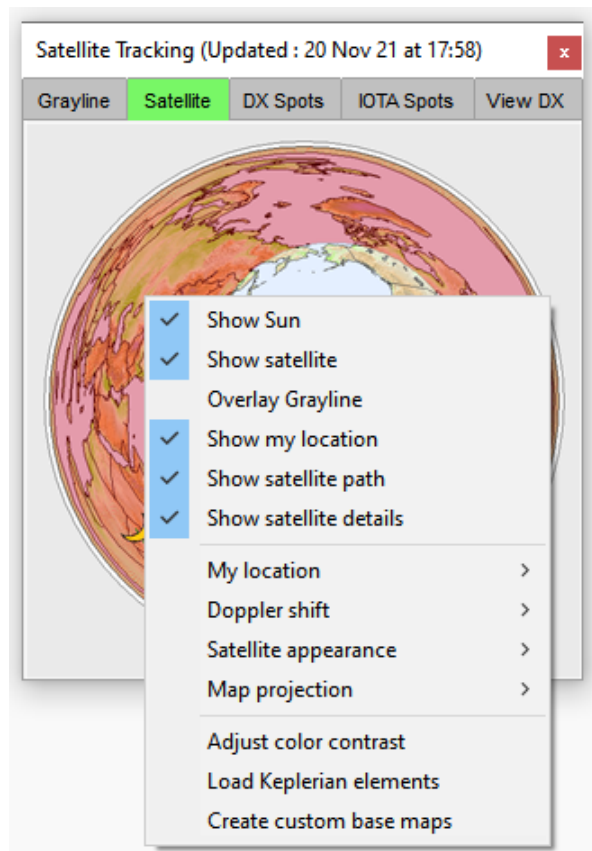 Satellite Tracking (Updated : 20 Nov 21 at 17:58) x
Grayline Satellite DX Spots IOTA Spots View DX
Show Sun
Show satellite
Overlay Grayline
Show my location
Show satellite path
Show satellite details
My location
Doppler shift
Satellite appearance
Map projection
Adjust color contrast
Load Keplerian elements
Create custom base maps